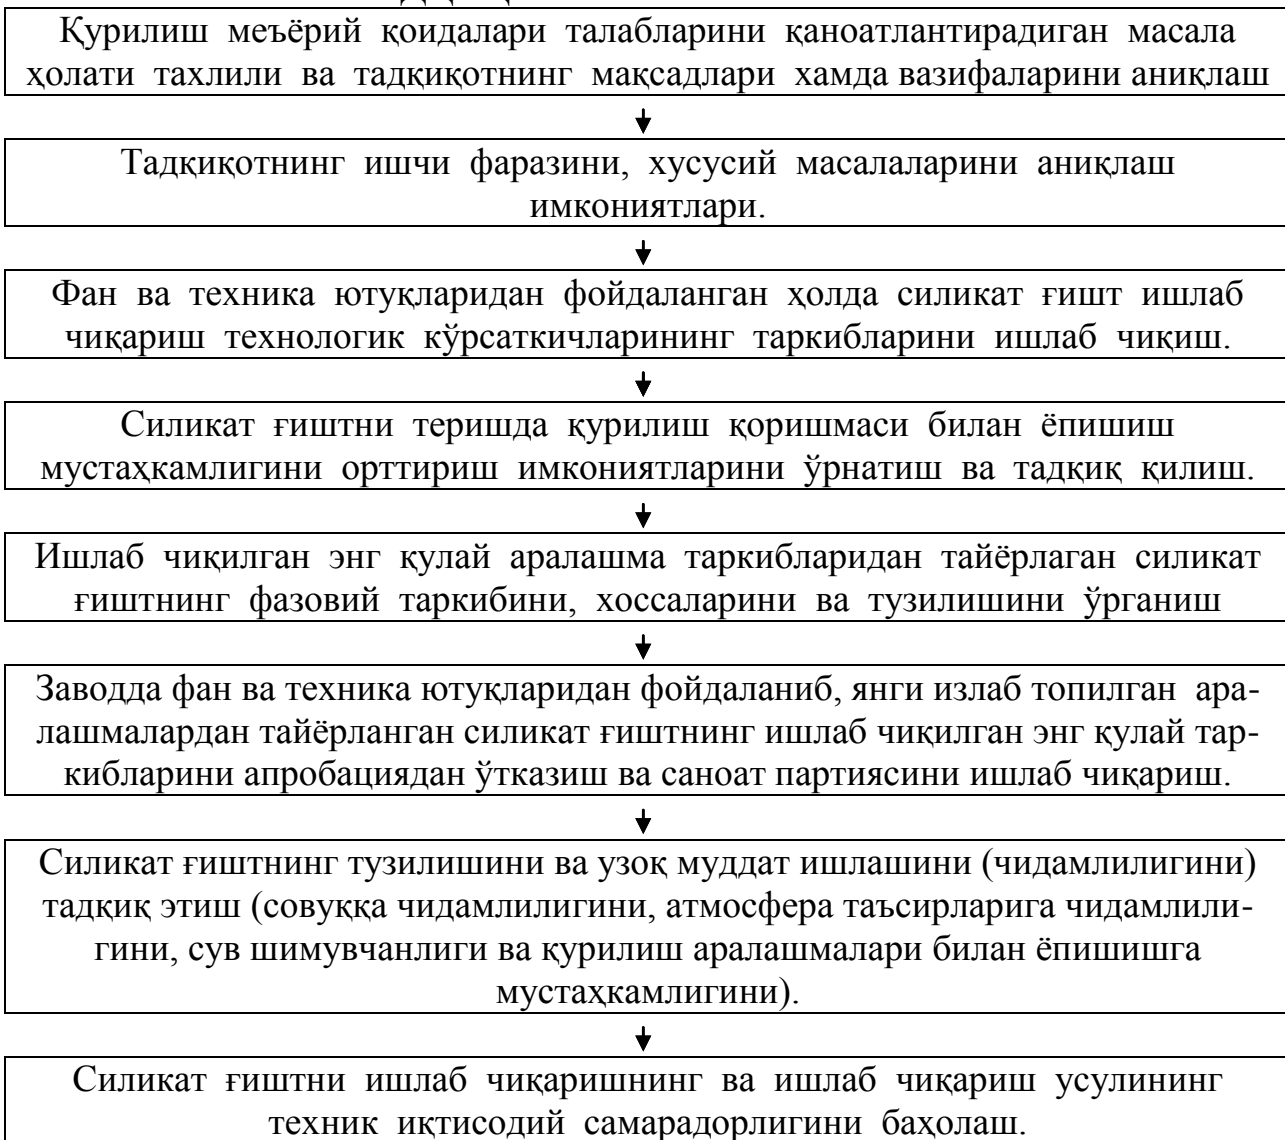 Қурилиш меъёрий қоидалари талабларини қаноатлантирадиган масала
ҳолати тахлили ва тадқиқотнинг мақсадлари хамда вазифаларини аниқлаш
Тадқиқотнинг ишчи фаразини, хусусий масалаларини аниқлаш
имкониятлари.
Фан ва техника ютуқларидан фойдаланган ҳолда силикат ғишт ишлаб
чиқариш технологик кўрсаткичларининг таркибларини ишлаб чиқиш.
Силикат ғиштни теришда қурилиш қоришмаси билан ёпишиш
мустаҳкамлигини орттириш имкониятларини ўрнатиш ва тадқиқ қилиш.
Ишлаб чиқилган энг қулай аралашма таркибларидан тайёрлаган силикат
ғиштнинг фазовий таркибини, хоссаларини ва тузилишини ўрганиш
Заводда фан ва техника ютуқларидан фойдаланиб, янги излаб топилган ара-
лашмалардан тайёрланган силикат ғиштнинг ишлаб чиқилган энг қулай тар-
кибларини апробациядан ўтказиш ва саноат партиясини ишлаб чиқариш.
Силикат ғиштнинг тузилишини ва узоқ муддат ишлашини (чидамлилигини)
тадқиқ этиш (совуққа чидамлилигини, атмосфера таъсирларига чидамлили-
гини, сув шимувчанлиги ва қурилиш аралашмалари билан ёпишишга
мустаҳкамлигини).
Силикат ғиштни ишлаб чиқаришнинг ва ишлаб чиқариш усулининг
техник иқтисодий самарадорлигини баҳолаш.